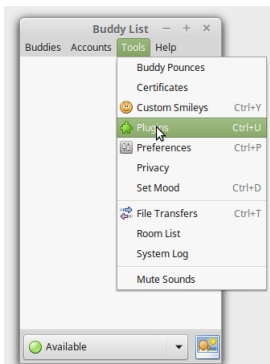 Buddy List
Buddies Accounts Tools Help
Buddy Pounces
Certificates
Custom Smileys Ctrl+Y
Plugins Ctrl+U
Preferences Ctrl+P
Privacy
Set Mood Ctrl+D
File Transfers Ctrl+T
Room List
System Log
Mute Sounds
Available